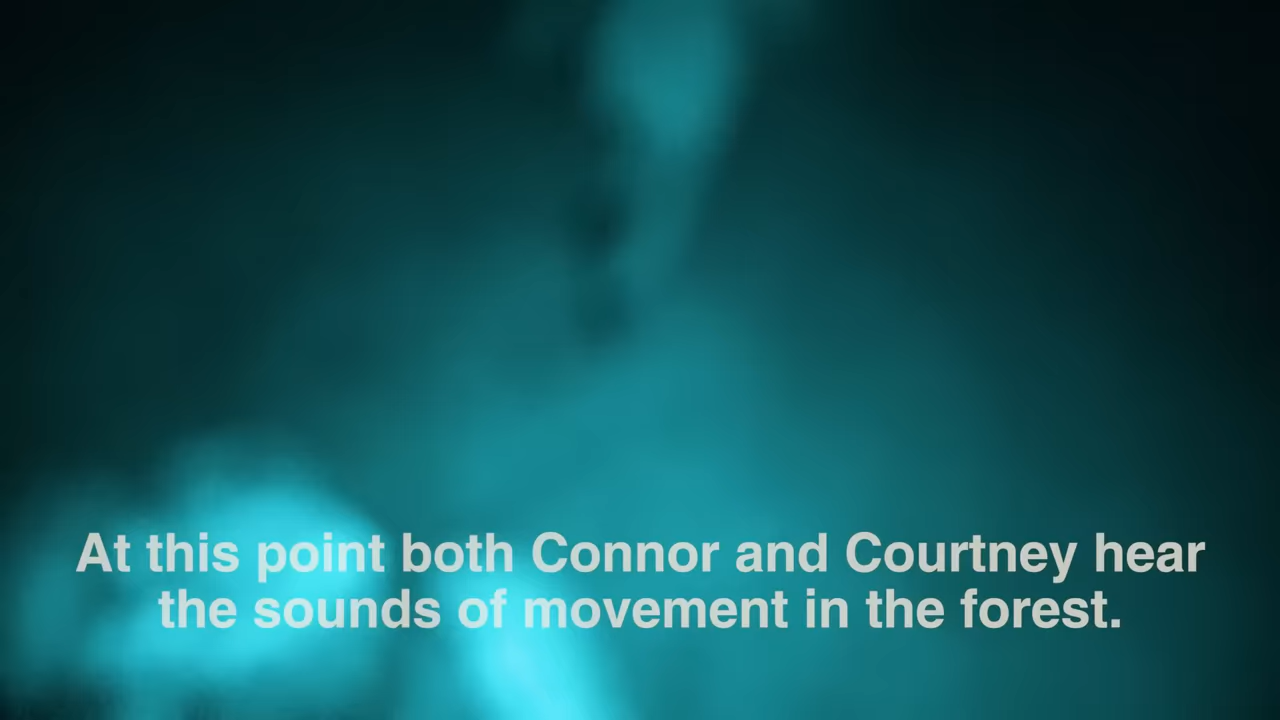 At this point both Connor and Courtney hear
the sounds of movement in the forest.